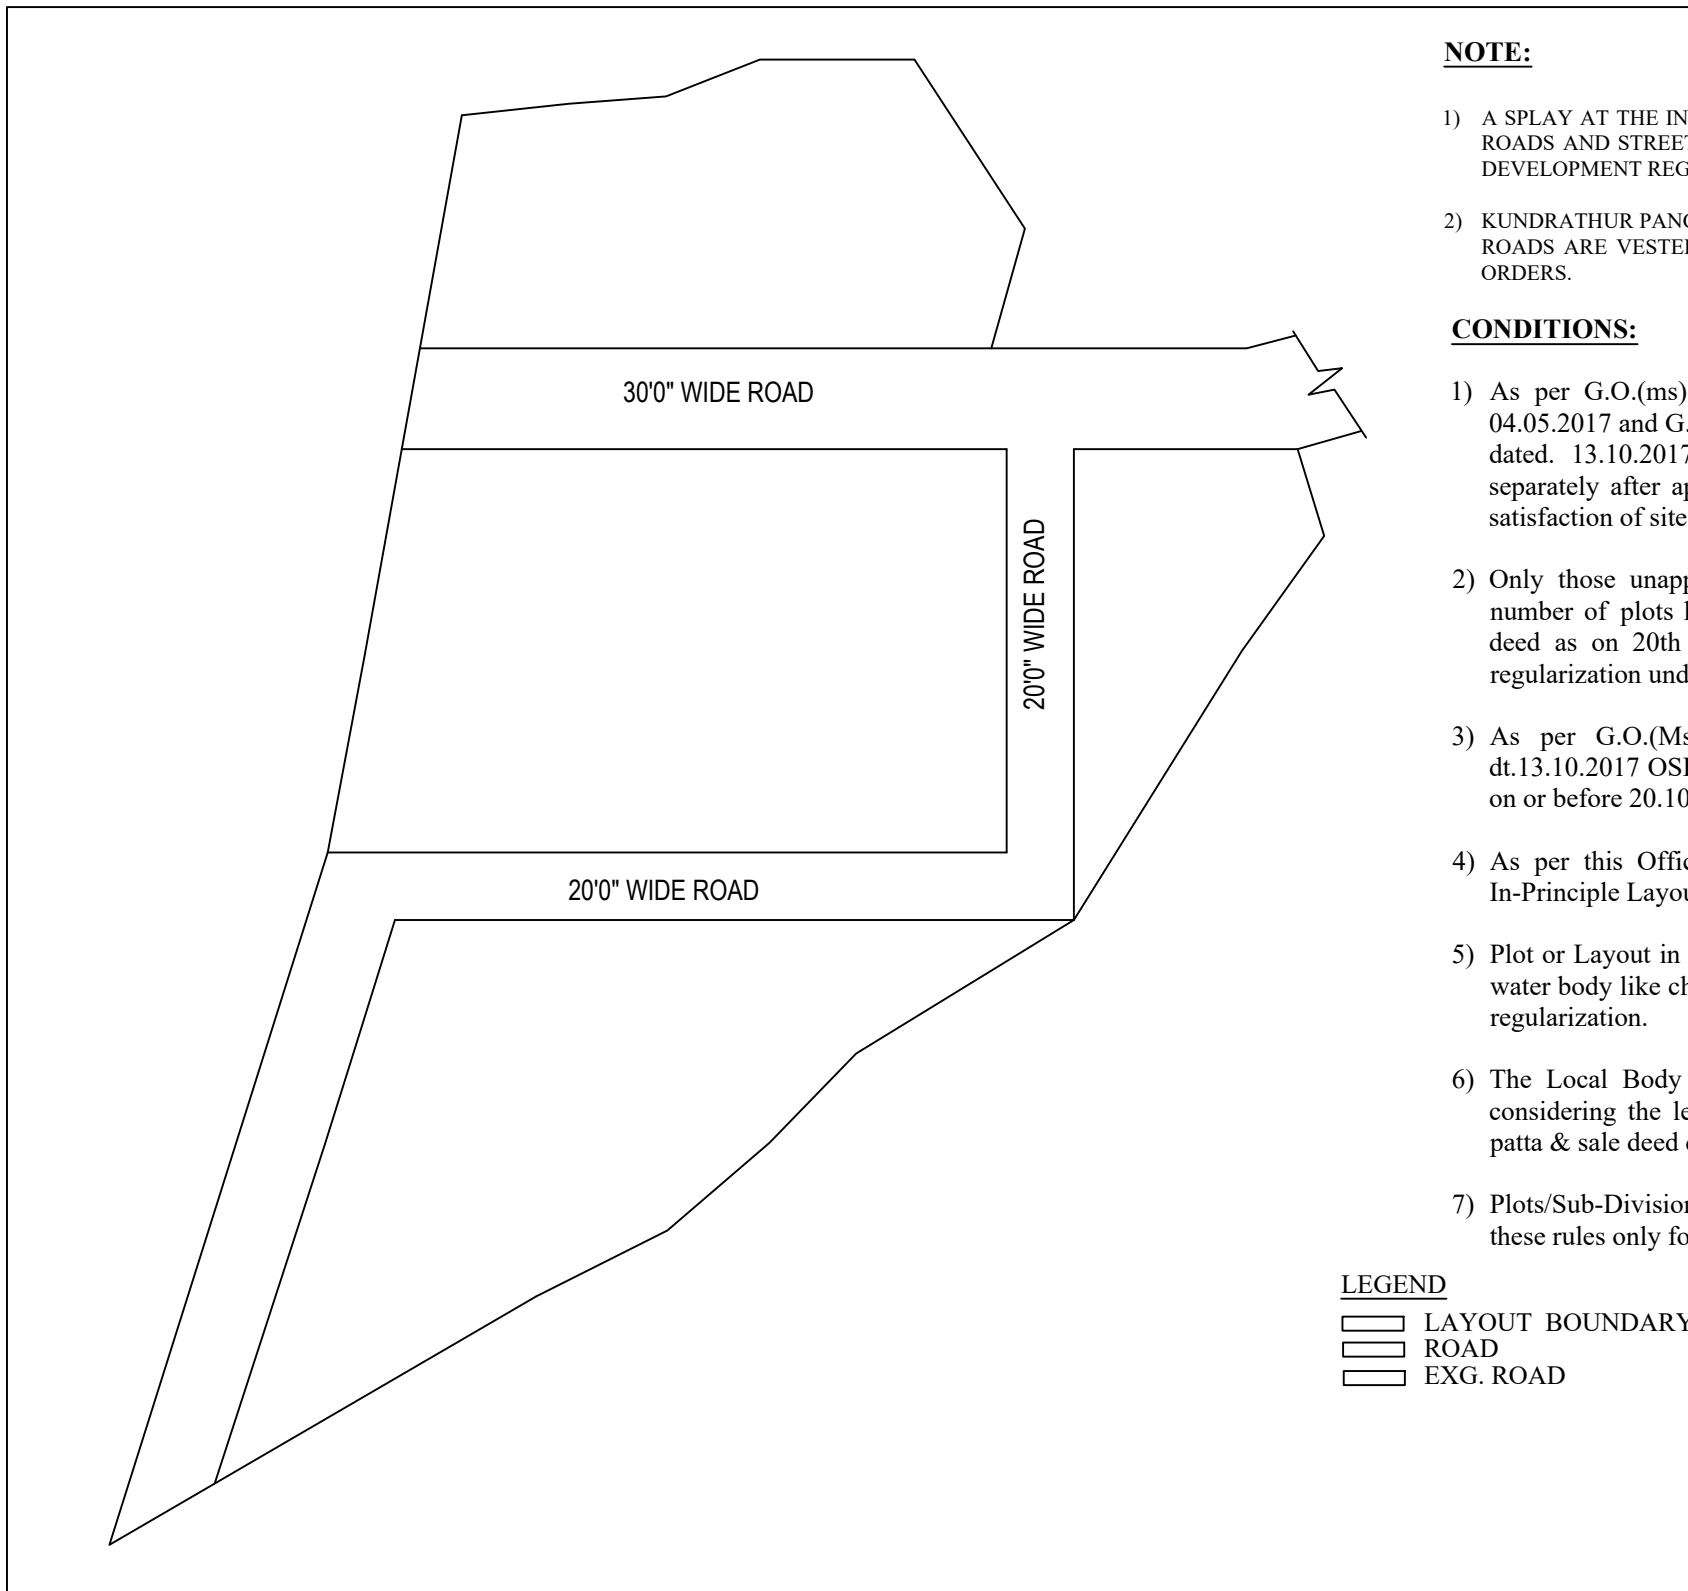 NOTE:
1) A SPLAY AT THE IN
ROADS AND STREET
DEVELOPMENT REG
2) KUNDRATHUR PANC
ROADS ARE VESTE
ORDERS.
CONDITIONS:
1) As per G.O.(ms)
04.05.2017 and G.
dated. 13.10.2017
separately after ap
satisfaction of site
2) Only those unapp
number of plots
deed as on 20th
regularization und
3) As per G.O.(Ms
dt.13.10.2017 OS
on or before 20.10
4) As per this Offic
In-Principle Layou
5) Plot or Layout in
water body like ch
regularization.
6) The Local Body
considering the le
patta & sale deed
7) Plots/Sub-Division
these rules only fo
30'0" WIDE ROAD
20'0" WIDE ROAD
20'0" WIDE ROAD
LEGEND
LAYOUT BOUNDARY
ROAD
EXG. ROAD